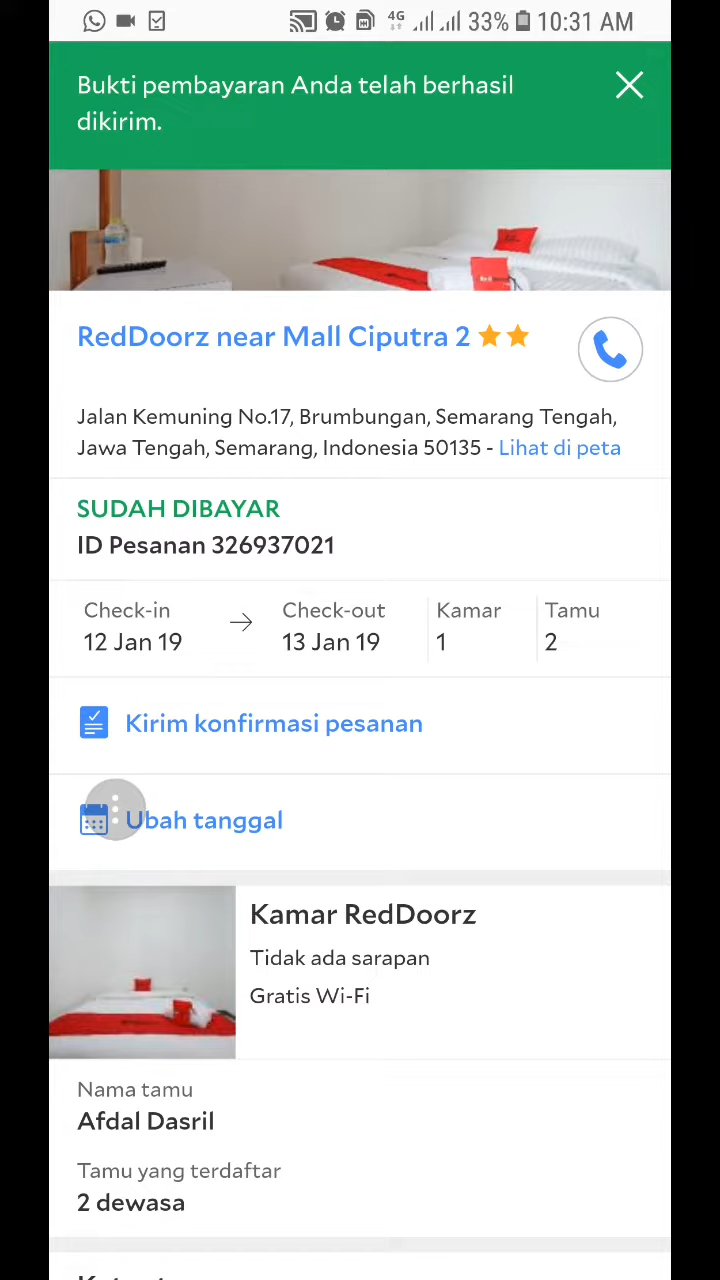 4G 33% 10:31 AM
Bukti pembayaran Anda telah berhasil
dikirim.
RedDoorz near Mall Ciputra 2
Jalan Kemuning No.17, Brumbungan, Semarang Tengah,
Jawa Tengah, Semarang, Indonesia 50135 - Lihat di peta
SUDAH DIBAYAR
ID Pesanan 326937021
Check-in Check-out Kamar Tamu
12 Jan 19 13 Jan 19 1 2
Kirim konfirmasi pesanan
Ubah tanggal
Kamar RedDoorz
Tidak ada sarapan
Gratis Wi-Fi
Nama tamu
Afdal Dasril
Tamu yang terdaftar
2 dewasa